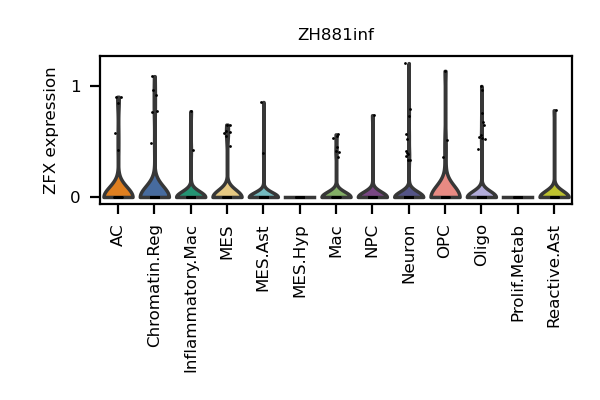 ZH881inf
ZFX expression
1
0
AC
Chromatin.Reg
Inflammatory.Mac
MES
MES.Ast
MES.Hyp
Mac
NPC
Neuron
OPC
Oligo
Prolif.Metab
Reactive.Ast